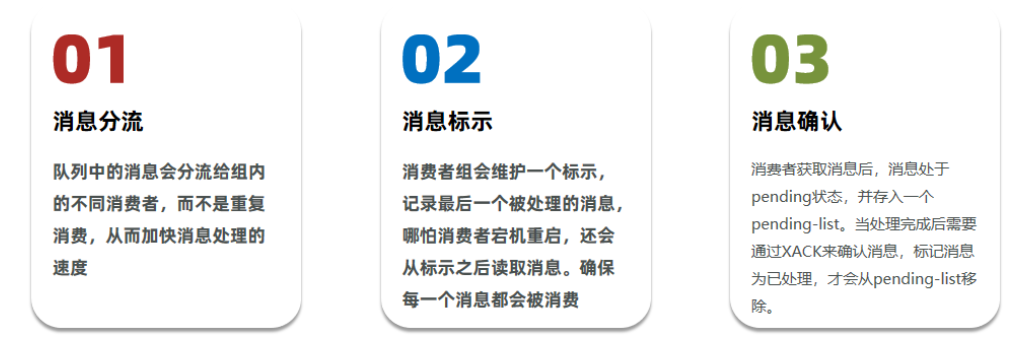 01
消息分流
队列中的消息会分流给组内
的不同消费者，而不是重复
消费，从而加快消息处理的
速度
02
消息标示
消费者组会维护一个标示，
记录最后一个被处理的消息，
哪怕消费者宕机重启，还会
从标示之后读取消息。确保
每一个消息都会被消费
03
消息确认
消费者获取消息后，消息处于
pending状态，并存入一个
pending-list。当处理完成后需要
通过XACK来确认消息，标记消息
为已处理，才会从pending-list移
除。